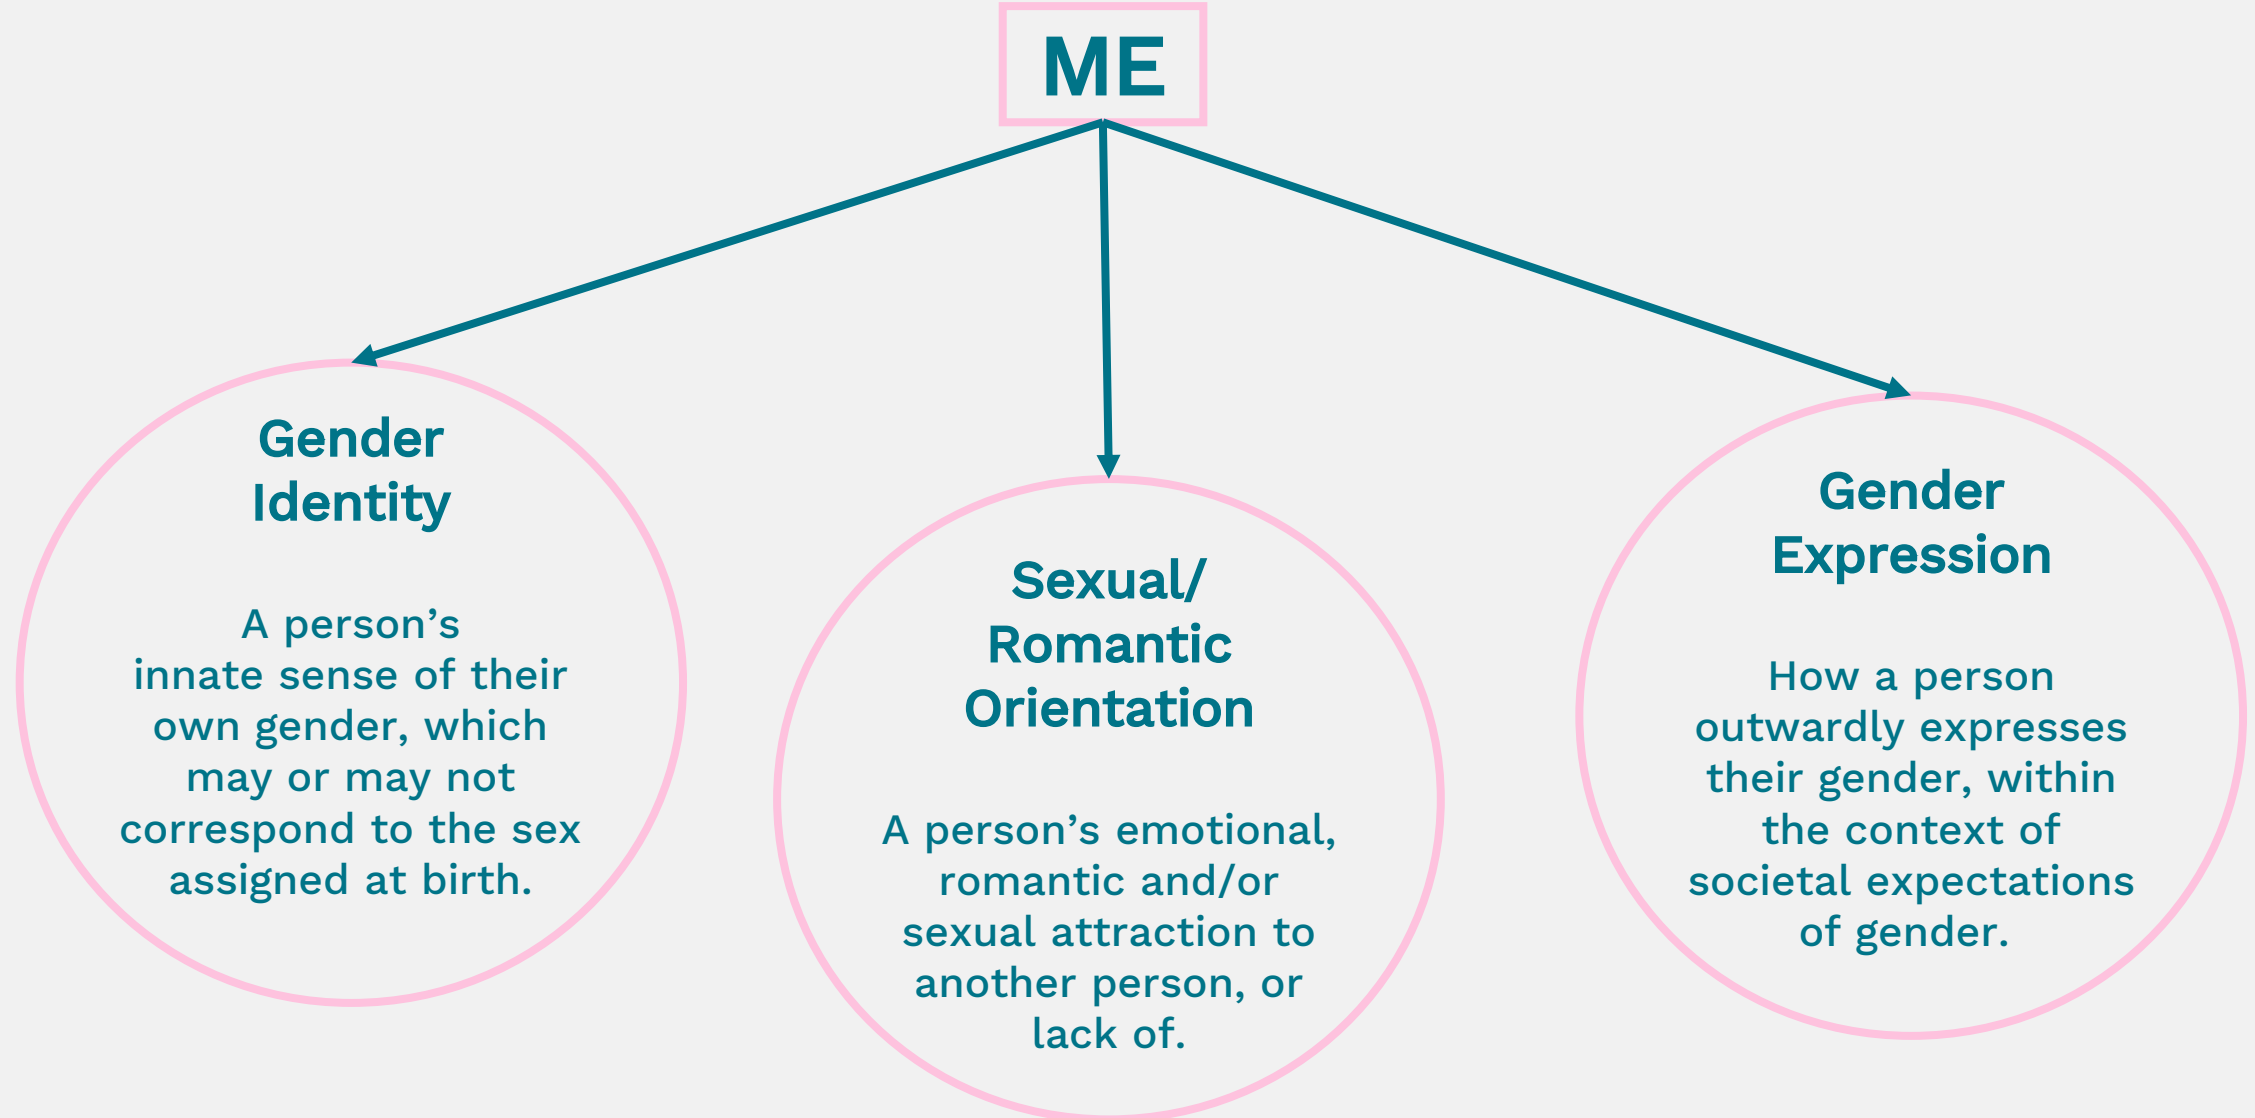 ME
Gender
Identity
A person’s
innate sense of their
own gender, which
may or may not
correspond to the sex
assigned at birth.
Sexual/
Romantic
Orientation
A person’s emotional,
romantic and/or
sexual attraction to
another person, or
lack of.
Gender
Expression
How a person
outwardly expresses
their gender, within
the context of
societal expectations
of gender.